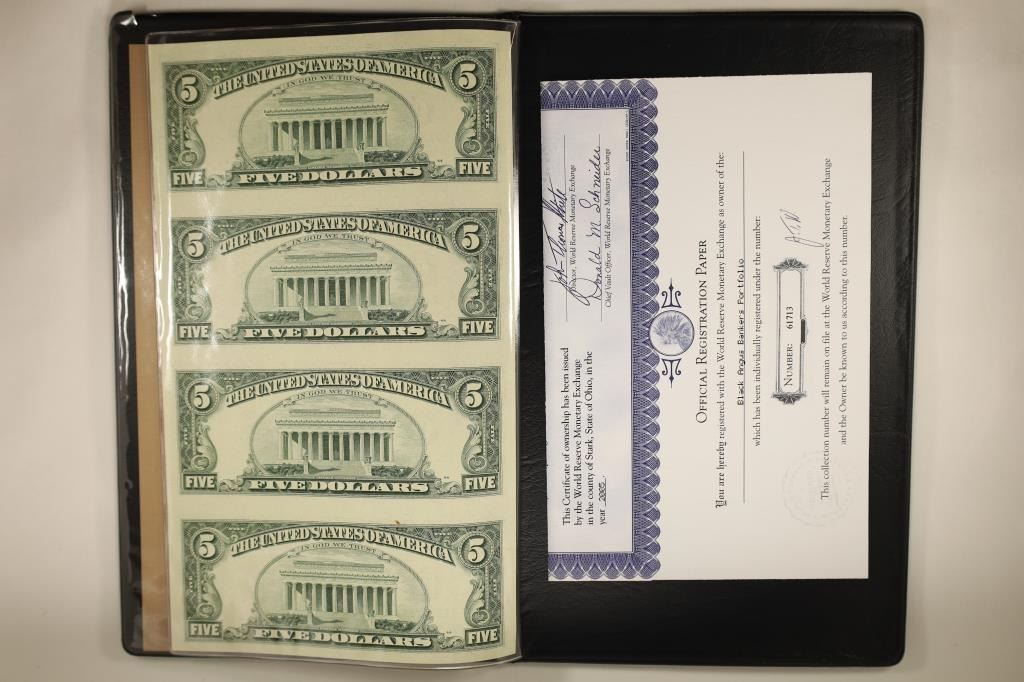 THE UNITED STATES OF AMERICA
IN GOD WE TRUST
5 5
FIVE FIVE
FIVE DOLLARS
THE UNITED STATES OF AMERICA
IN GOD WE TRUST
5 5
FIVE FIVE
FIVE DOLLARS
THE UNITED STATES OF AMERICA
IN GOD WE TRUST
5 5
FIVE FIVE
FIVE DOLLARS
THE UNITED STATES OF AMERICA
IN GOD WE TRUST
5 5
FIVE FIVE
FIVE DOLLARS
This Certificate of ownership has been issued
by the World Reserve Monetary Exchange
in the county of Stark, State of Ohio, in the
year 2005.
World Reserve Monetary Exchange
Donald M. Schneider
Chief Vault Officer, World Reserve Monetary Exchange
OFFICIAL REGISTRATION PAPER
You are hereby registered with the World Reserve Monetary Exchange as owner of the:
Black Angus Bankers Portfolio
which has been individually registered under the number:
NUMBER: 61713
This collection number will remain on file at the World Reserve Monetary Exchange
and the Owner be known to us according to this number.